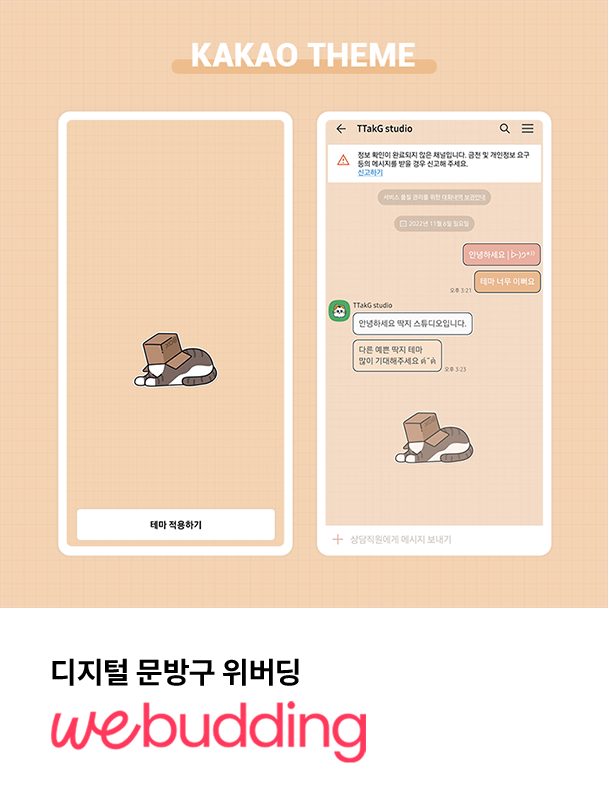 KAKAO THEME
테마 적용하기
TTakG studio
정보 확인이 완료되지 않은 채널입니다. 금전 및 개인정보 요구
등의 메시지를 받을 경우 신고해 주세요.
신고하기
서비스 품질 관리를 위한 대화내역 보관안내
2022년 11월 6일 일요일
테마 너무 이뻐요
오후 3:21
TTakG studio
안녕하세요 딱지 스튜디오입니다.
다른 예쁜 딱지 테마
많이 기대해주세요
오후 3:23
상담직원에게 메시지 보내기
디지털 문방구 위버딩
webudding